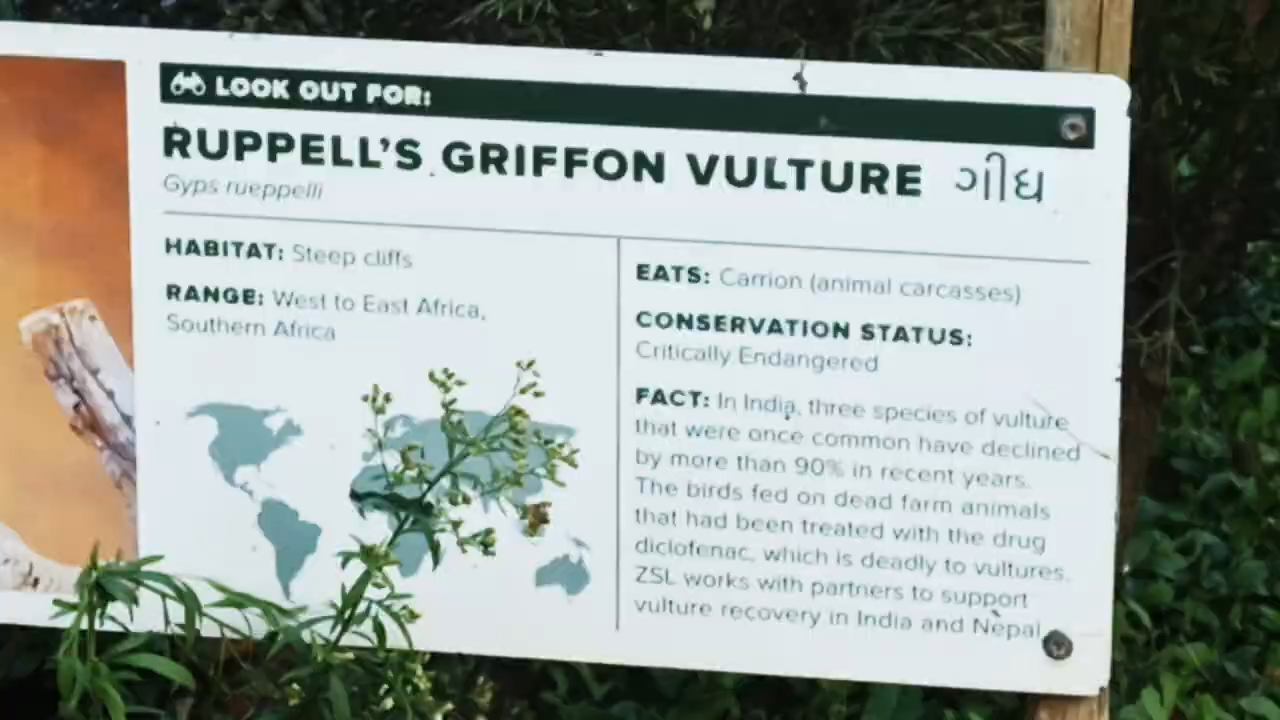 LOOK OUT FOR:
RUPPELL'S GRIFFON VULTURE ગીધ
Gyps rueppelli
HABITAT: Steep cliffs
RANGE: West to East Africa,
Southern Africa
EATS: Carrion (animal carcasses)
CONSERVATION STATUS:
Critically Endangered
FACT: In India, three species of vulture
that were once common have declined
by more than 90% in recent years.
The birds fed on dead farm animals
that had been treated with the drug
diclofenac, which is deadly to vultures.
ZSL works with partners to support
vulture recovery in India and Nepal.